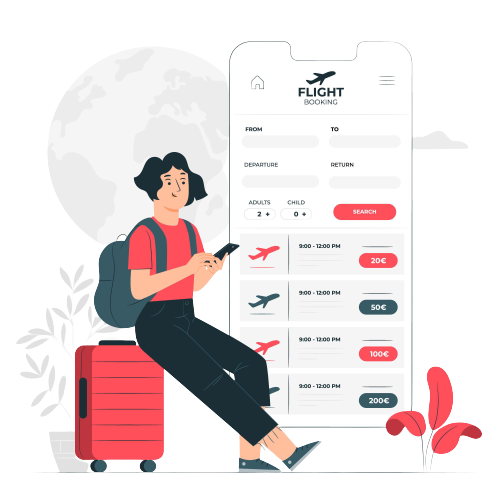 FLIGHT
BOOKING
FROM TO
DEPARTURE RETURN
ADULTS CHILD
2 + 0 + SEARCH
9:00 - 12:00 PM
20€
9:00 - 12:00 PM
50€
9:00 - 12:00 PM
100€
9:00 - 12:00 PM
200€